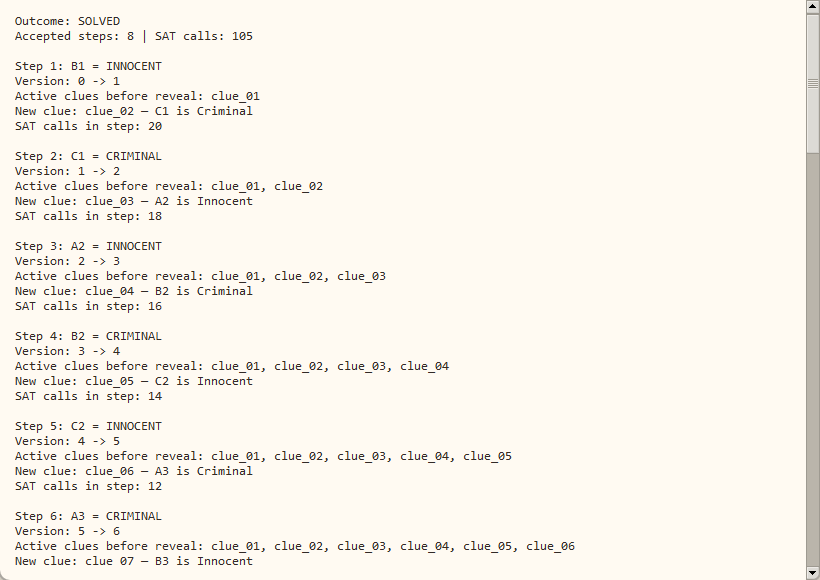 Outcome: SOLVED
Accepted steps: 8 | SAT calls: 105
Step 1: B1 = INNOCENT
Version: 0 -> 1
Active clues before reveal: clue_01
New clue: clue_02 — C1 is Criminal
SAT calls in step: 20
Step 2: C1 = CRIMINAL
Version: 1 -> 2
Active clues before reveal: clue_01, clue_02
New clue: clue_03 — A2 is Innocent
SAT calls in step: 18
Step 3: A2 = INNOCENT
Version: 2 -> 3
Active clues before reveal: clue_01, clue_02, clue_03
New clue: clue_04 — B2 is Criminal
SAT calls in step: 16
Step 4: B2 = CRIMINAL
Version: 3 -> 4
Active clues before reveal: clue_01, clue_02, clue_03, clue_04
New clue: clue_05 — C2 is Innocent
SAT calls in step: 14
Step 5: C2 = INNOCENT
Version: 4 -> 5
Active clues before reveal: clue_01, clue_02, clue_03, clue_04, clue_05
New clue: clue_06 — A3 is Criminal
SAT calls in step: 12
Step 6: A3 = CRIMINAL
Version: 5 -> 6
Active clues before reveal: clue_01, clue_02, clue_03, clue_04, clue_05, clue_06
New clue: clue 07 — B3 is Innocent